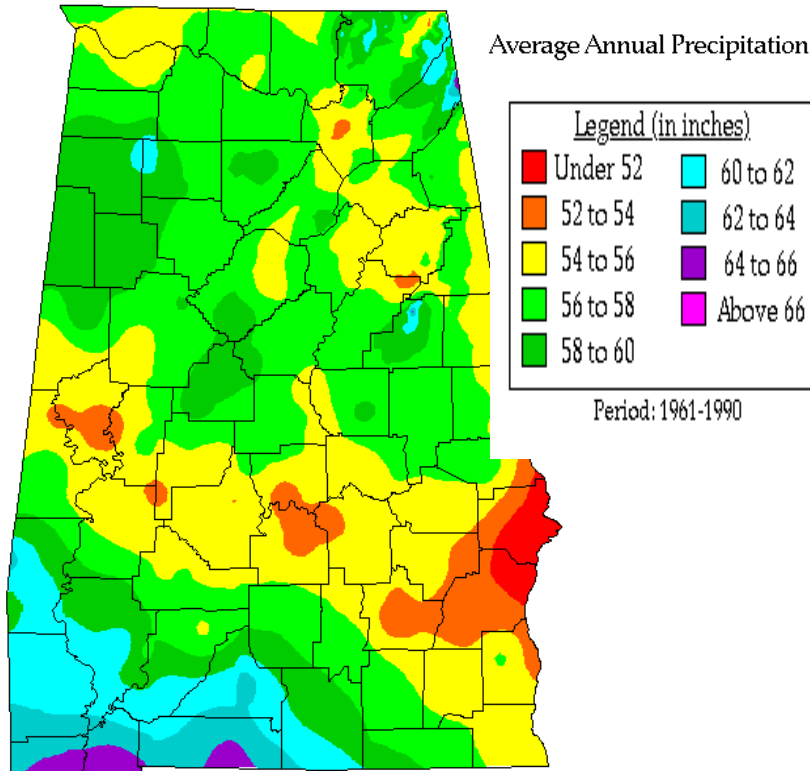 Average Annual Precipitation
Legend (in inches)
Under 52
52 to 54
54 to 56
56 to 58
58 to 60
60 to 62
62 to 64
64 to 66
Above 66
Period: 1961-1990